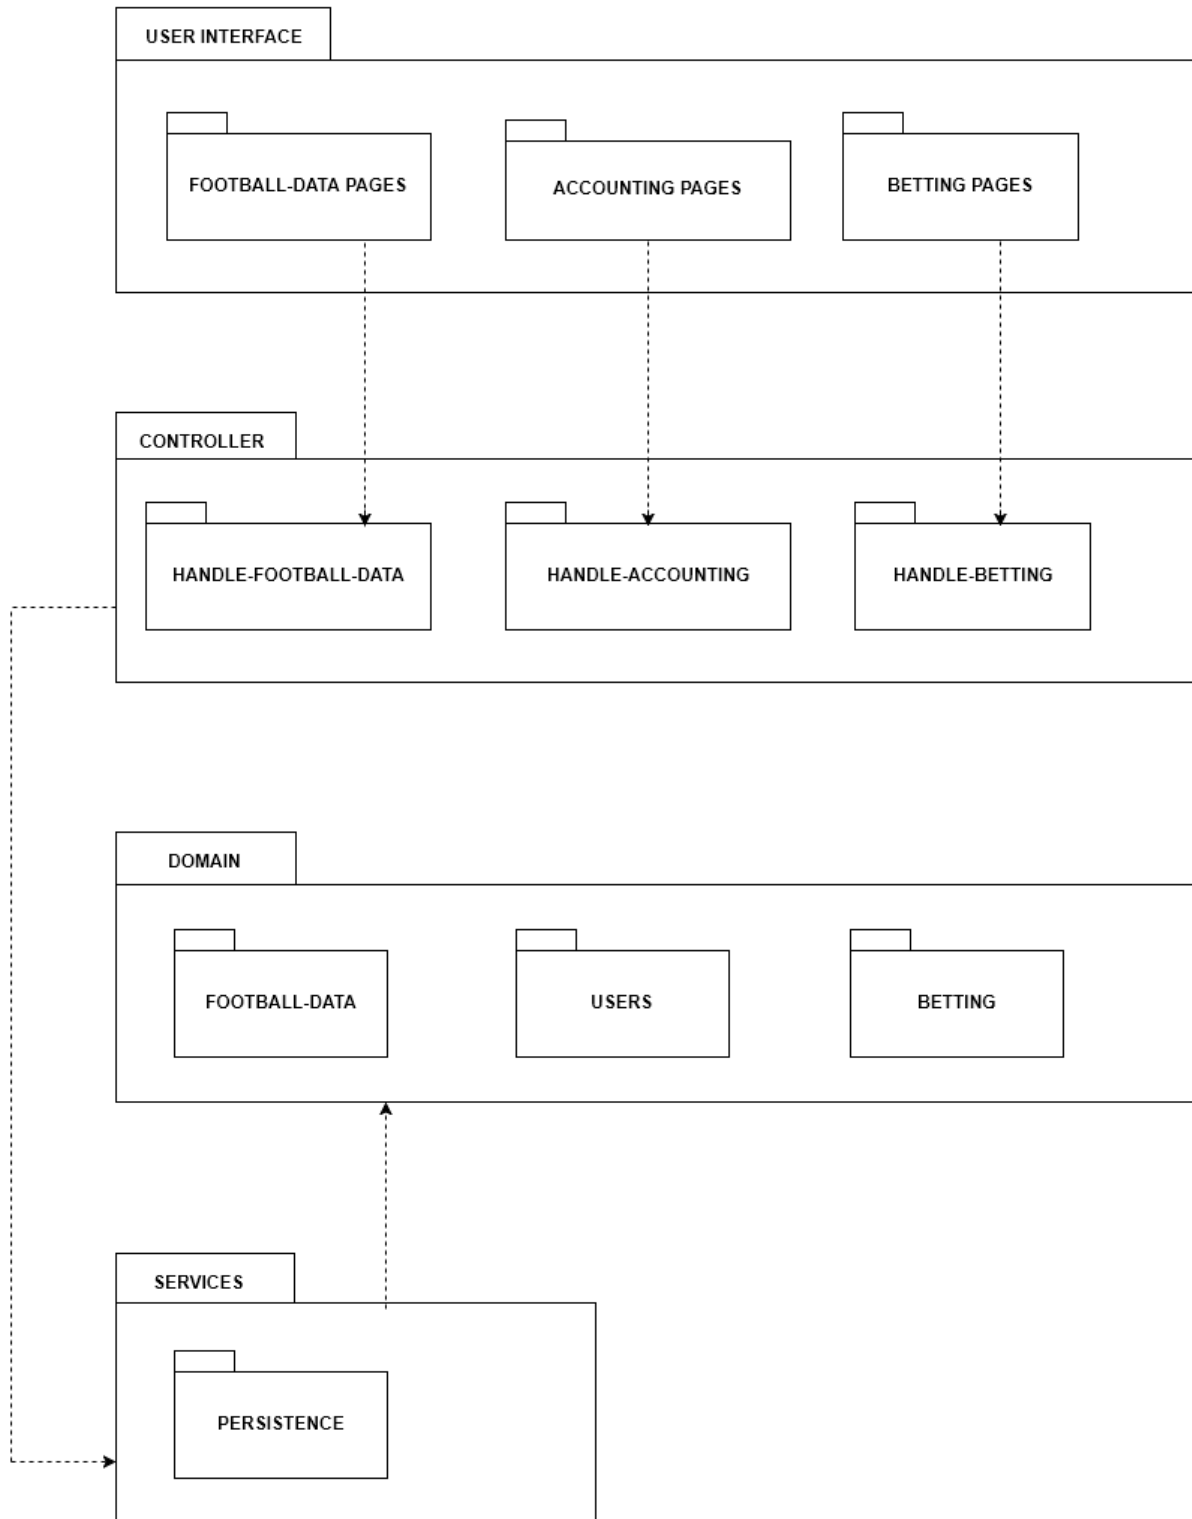 USER INTERFACE
FOOTBALL-DATA PAGES
ACCOUNTING PAGES
BETTING PAGES
CONTROLLER
HANDLE-FOOTBALL-DATA
HANDLE-ACCOUNTING
HANDLE-BETTING
DOMAIN
FOOTBALL-DATA
USERS
BETTING
SERVICES
PERSISTENCE